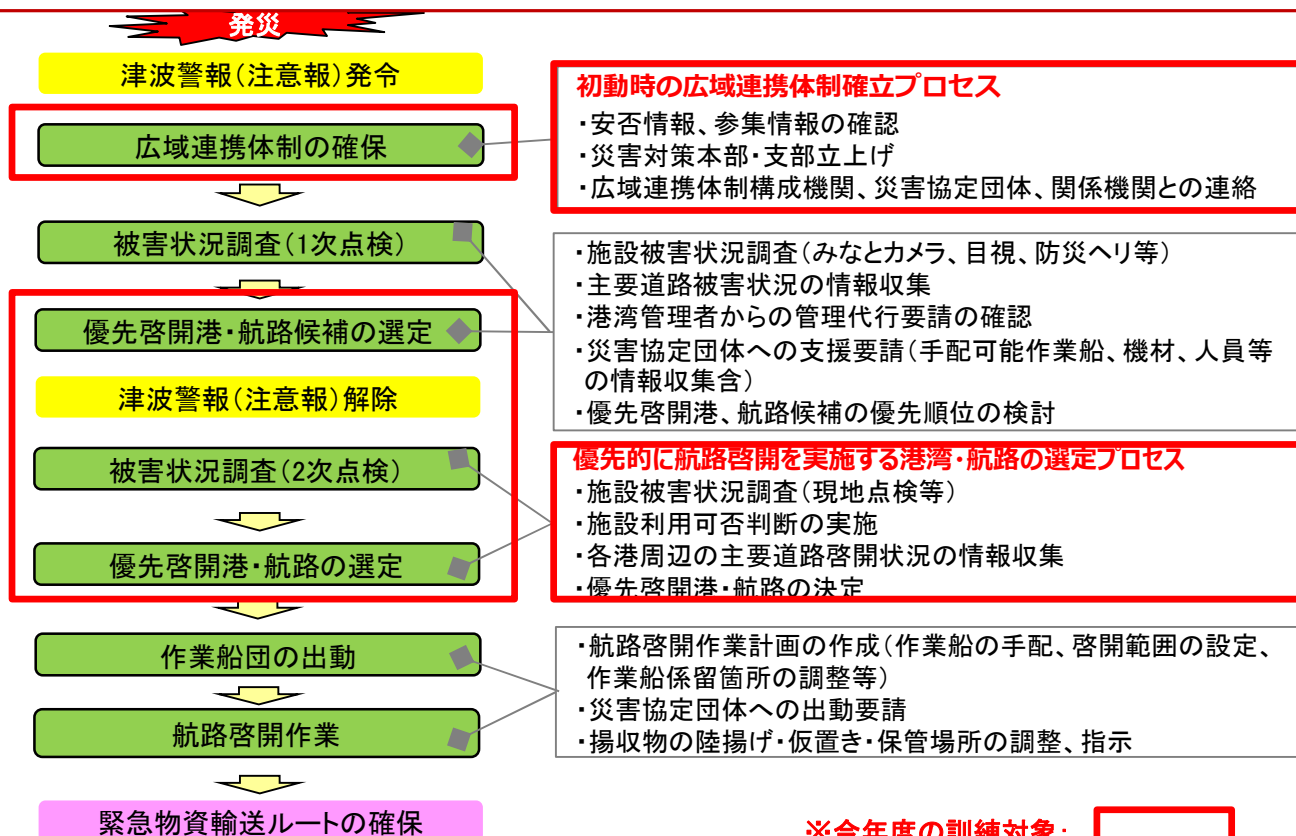 発災
津波警報(注意報)発令
広域連携体制の確保
初動時の広域連携体制確立プロセス
・安否情報、参集情報の確認
・災害対策本部・支部立上げ
・広域連携体制構成機関、災害協定団体、関係機関との連絡
被害状況調査(1次点検)
優先啓開港・航路候補の選定
・施設被害状況調査(みなとカメラ、目視、防災ヘリ等)
・主要道路被害状況の情報収集
・港湾管理者からの管理代行要請の確認
・災害協定団体への支援要請(手配可能作業船、機材、人員等
の情報収集含)
・優先啓開港、航路候補の優先順位の検討
津波警報(注意報)解除
被害状況調査(2次点検)
優先啓開港・航路の選定
優先的に航路啓開を実施する港湾・航路の選定プロセス
・施設被害状況調査(現地点検等)
・施設利用可否判断の実施
・各港周辺の主要道路啓開状況の情報収集
・優先啓開港・航路の決定
作業船団の出動
航路啓開作業
・航路啓開作業計画の作成(作業船の手配、啓開範囲の設定、
作業船係留箇所の調整等)
・災害協定団体への出動要請
・揚収物の陸揚げ・仮置き・保管場所の調整、指示
緊急物資輸送ルートの確保
※今年度の訓練対象: